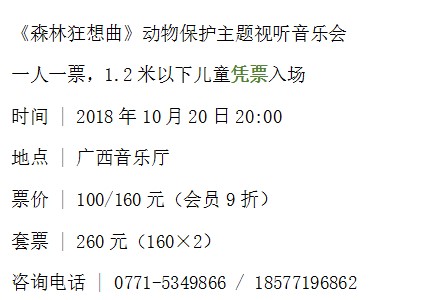 《森林狂想曲》动物保护主题视听音乐会
一人一票，1.2 米以下儿童凭票入场
时间 | 2018 年 10 月 20 日 20:00
地点 | 广西音乐厅
票价 | 100/160 元（会员 9 折）
套票 | 260 元（160×2）
咨询电话 | 0771-5349866 / 18577196862